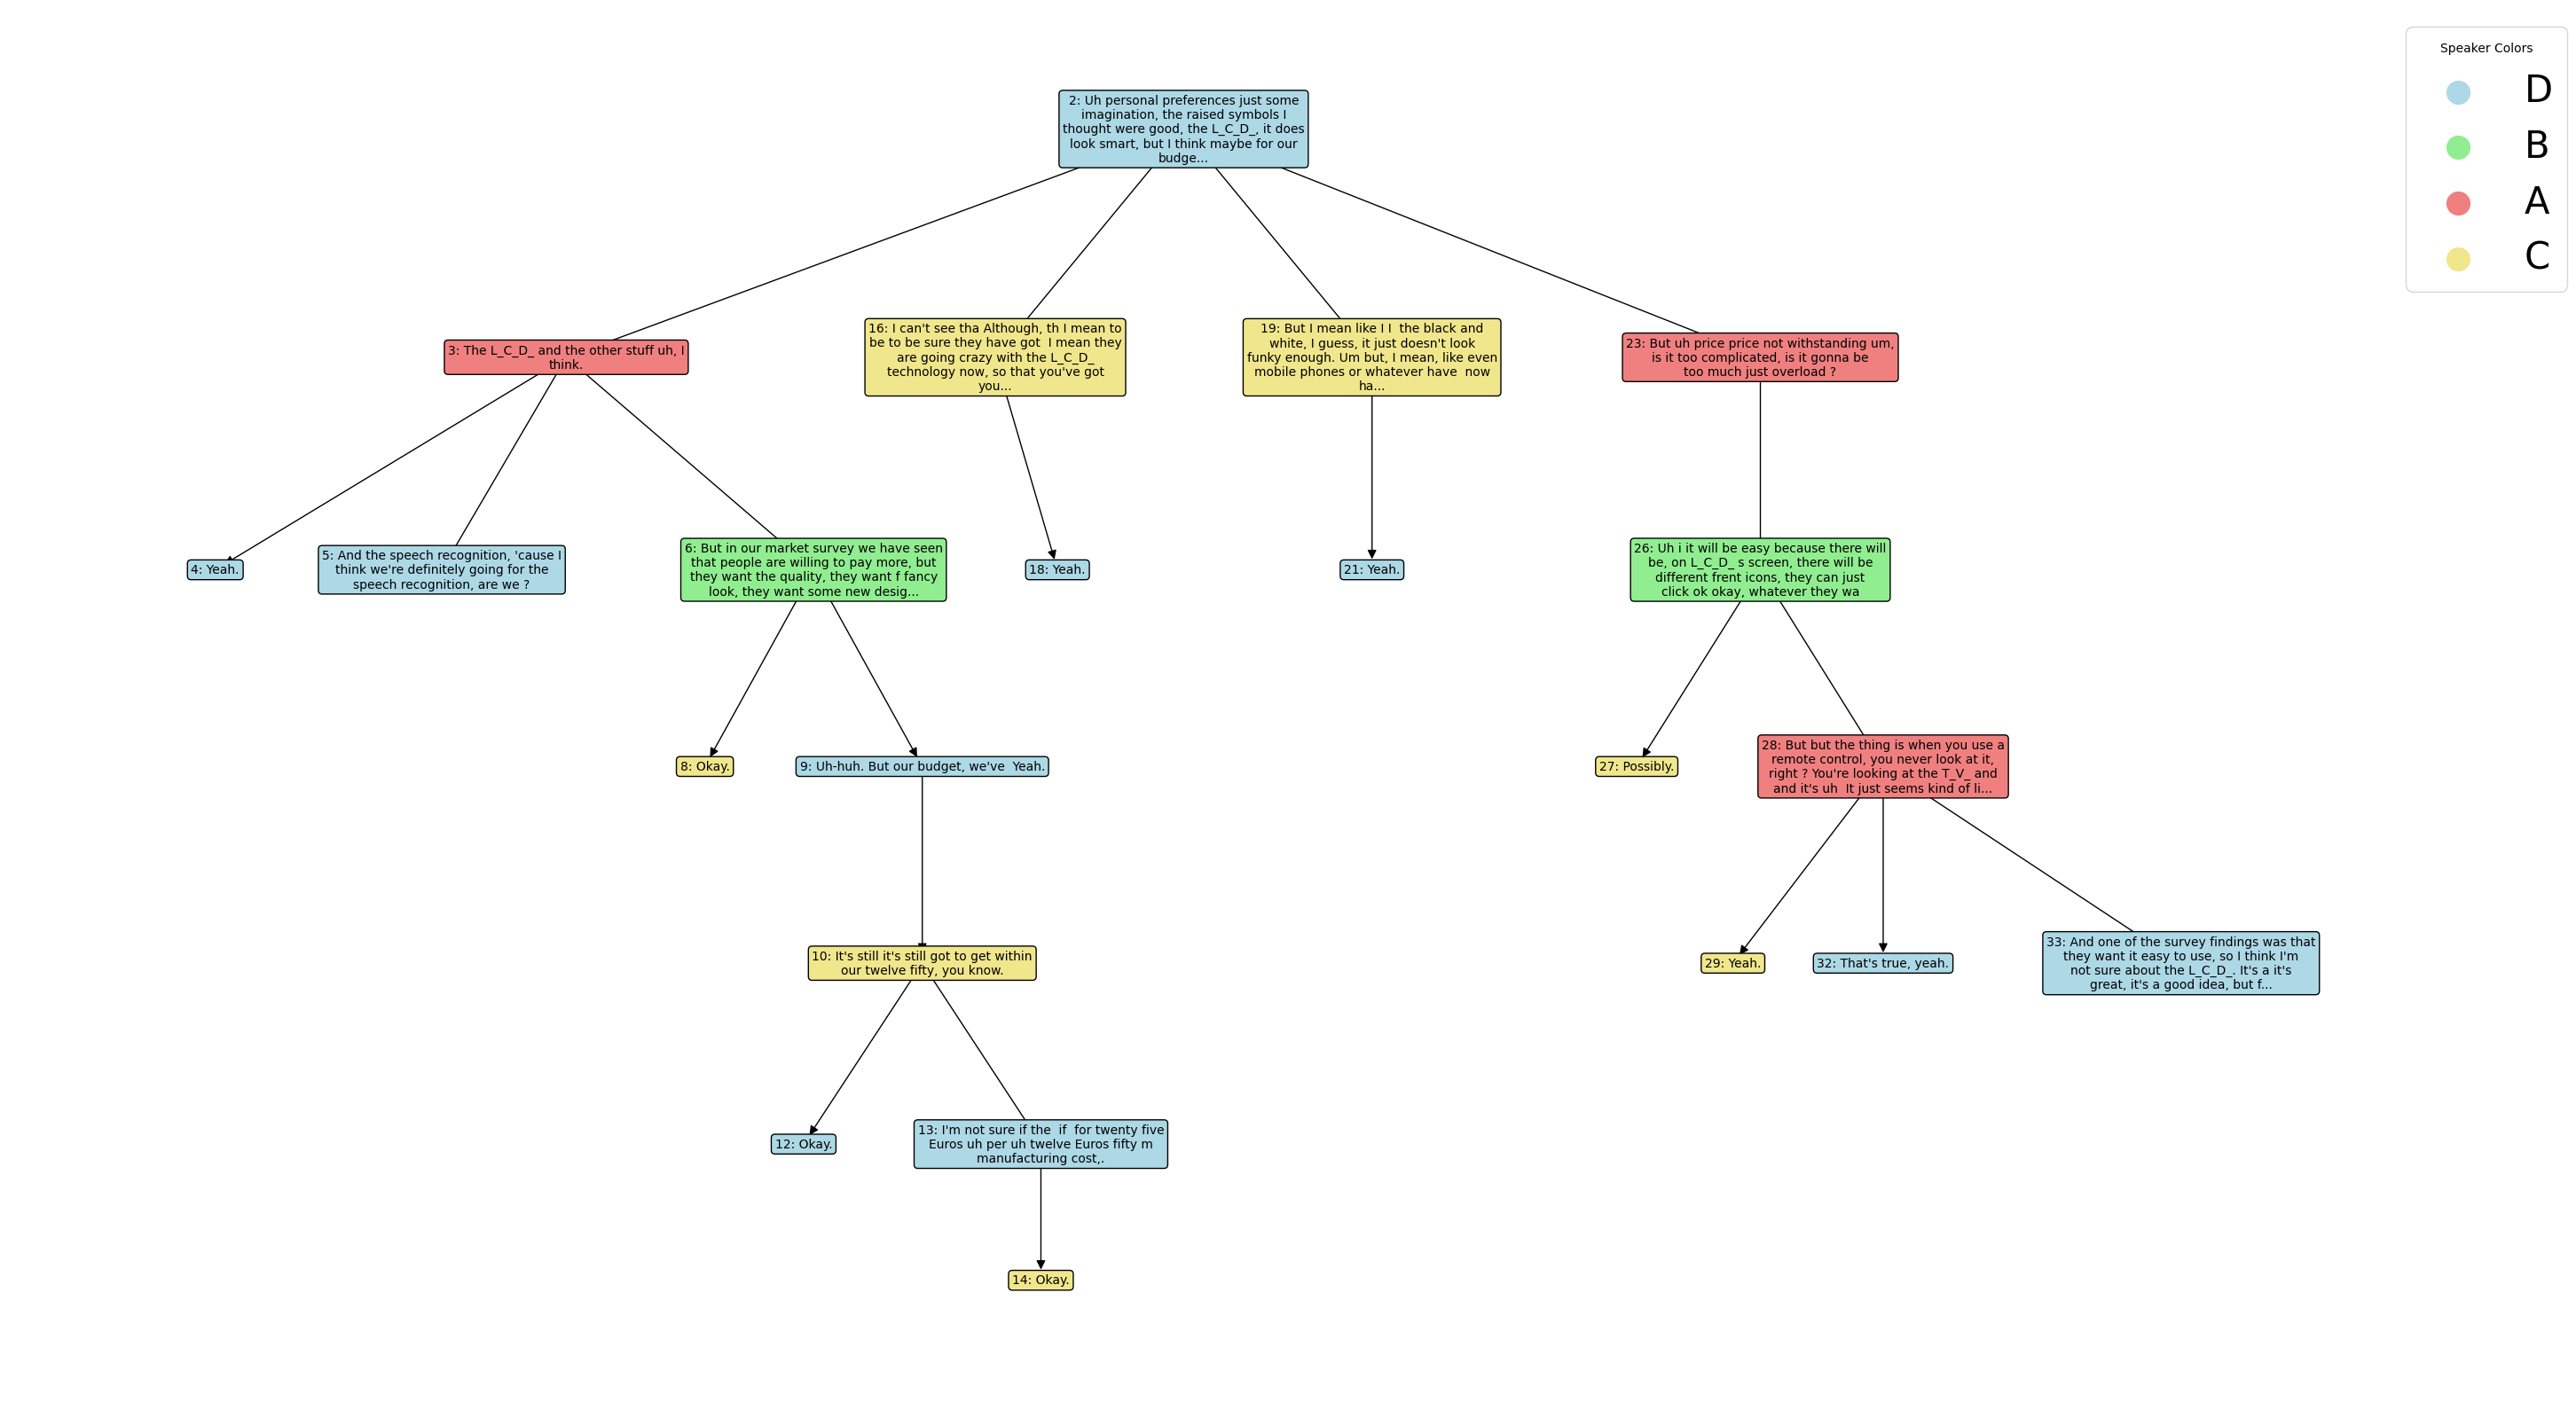 Speaker Colors
D
B
A
C
2: Uh personal preferences just some
imagination, the raised symbols I
thought were good, the L_C_D_, it does
look smart, but I think maybe for our
budge...
3: The L_C_D_ and the other stuff uh, I
think.
16: I can't see tha Although, th I mean to
be to be sure they have got  I mean they
are going crazy with the L_C_D_
technology now, so that you've got
you...
19: But I mean like I I  the black and
white, I guess, it just doesn't look
funky enough. Um but, I mean, like even
mobile phones or whatever have  now
ha...
23: But uh price price not withstanding um,
is it too complicated, is it gonna be
too much just overload ?
4: Yeah.
5: And the speech recognition, 'cause I
think we're definitely going for the
speech recognition, are we ?
6: But in our market survey we have seen
that people are willing to pay more, but
they want the quality, they want f fancy
look, they want some new desig...
18: Yeah.
21: Yeah.
26: Uh i it will be easy because there will
be, on L_C_D_ s screen, there will be
different frent icons, they can just
click ok okay, whatever they wa
8: Okay.
9: Uh-huh. But our budget, we've  Yeah.
27: Possibly.
28: But but the thing is when you use a
remote control, you never look at it,
right ? You're looking at the T_V_ and
and it's uh  It just seems kind of li...
10: It's still it's still got to get within
our twelve fifty, you know.
29: Yeah.
32: That's true, yeah.
33: And one of the survey findings was that
they want it easy to use, so I think I'm
not sure about the L_C_D_. It's a it's
great, it's a good idea, but f...
12: Okay.
13: I'm not sure if the  if  for twenty five
Euros uh per uh twelve Euros fifty m
manufacturing cost,.
14: Okay.